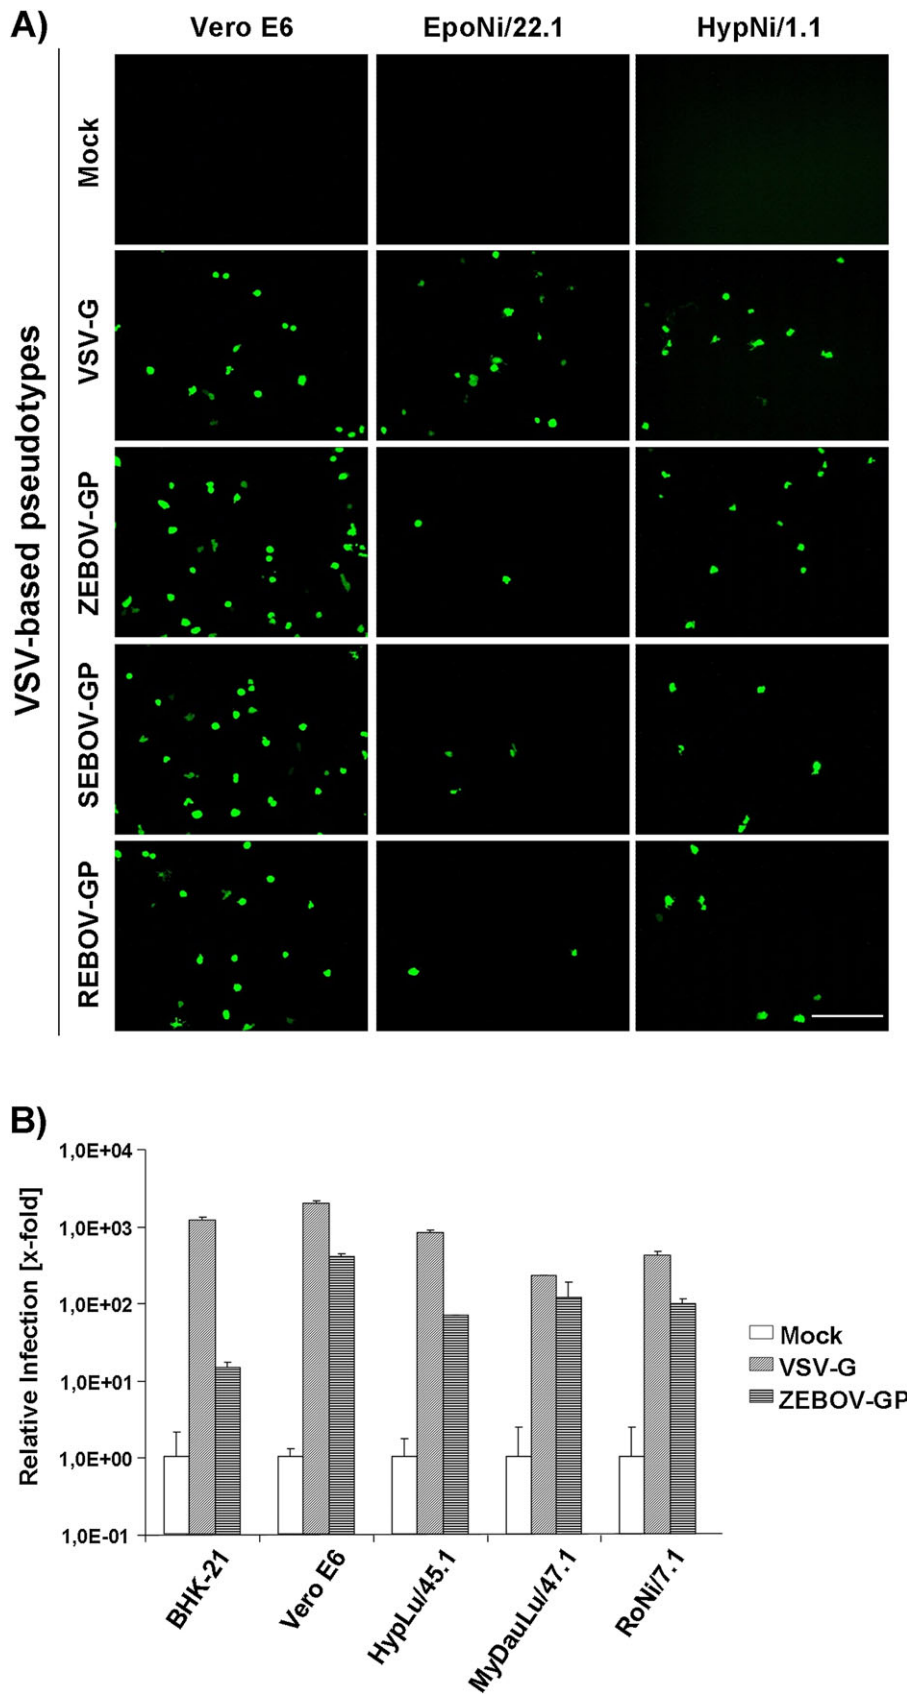 A)
Vero E6 EpoNi/22.1 HypNi/1.1
VSV-based pseudotypes
Mock
VSV-G
ZEBOV-GP
SEBOV-GP
REBOV-GP
B)
Relative Infection [x-fold]
1,0E+04
1,0E+03
1,0E+02
1,0E+01
1,0E+00
1,0E-01
BHK-21
Vero E6
HypLu/45.1
MyDauLu/47.1
RoNi/7.1
Mock
VSV-G
ZEBOV-GP